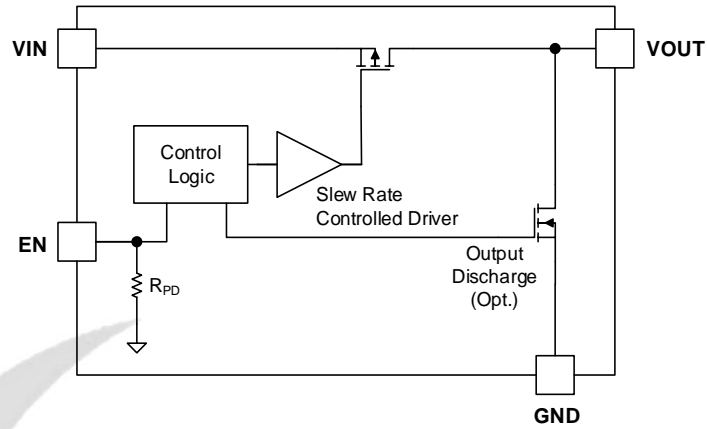 VIN
VOUT
Control
Logic
Slew Rate
Controlled Driver
EN
RPD
Output
Discharge
(Opt.)
GND